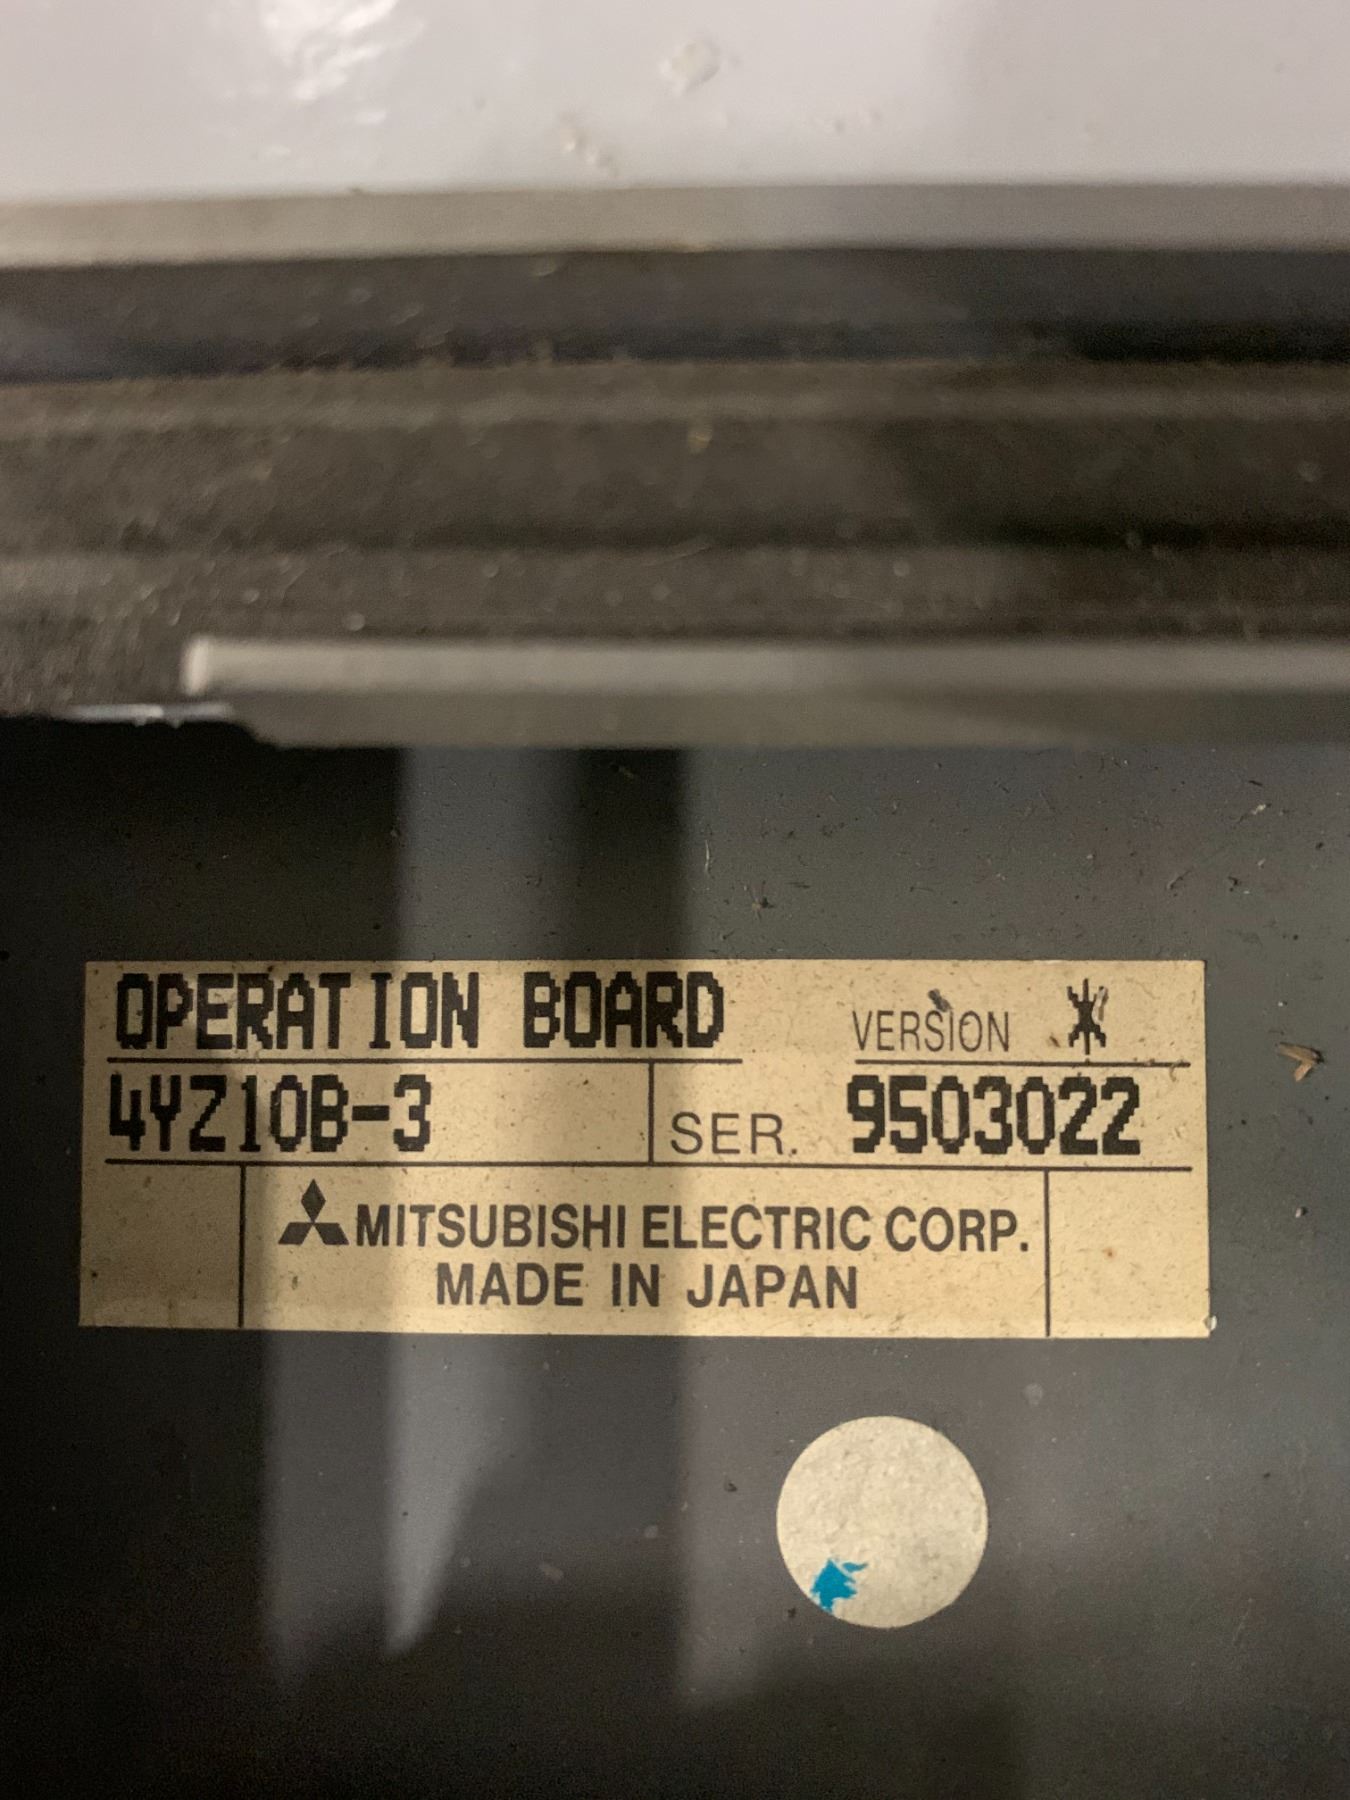 OPERATION BOARD VERSION *
4YZ10B-3 SER. 9503022
MITSUBISHI ELECTRIC CORP.
MADE IN JAPAN